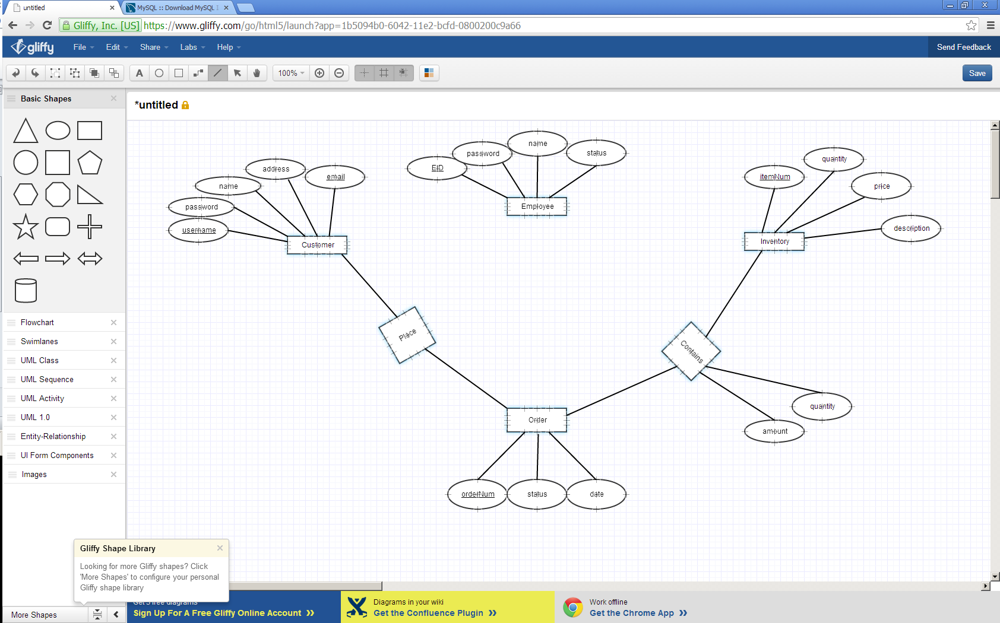 untitled
MySQL :: Download MySQL I
Gliffy, Inc. [US] https://www.gliffy.com/go/html5/launch?app=1b5094b0-6042-11e2-bcfd-0800200c9a66
gliffy File Edit Share Labs Help Send Feedback
A 100% Save
Basic Shapes
*untitled
name
password
status
EID
address
email
name
password
username
quantity
itemNum
price
description
Employee
Customer
Inventory
Place
Contains
Order
quantity
amount
orderNum
status
date
Flowchart
Swimlanes
UML Class
UML Sequence
UML Activity
UML 1.0
Entity-Relationship
UI Form Components
Images
Gliffy Shape Library
Looking for more Gliffy shapes? Click
'More Shapes' to configure your personal
Gliffy shape library
More Shapes
Get 5 free diagrams
Sign Up For A Free Gliffy Online Account »
Diagrams in your wiki
Get the Confluence Plugin »
Work offline
Get the Chrome App »